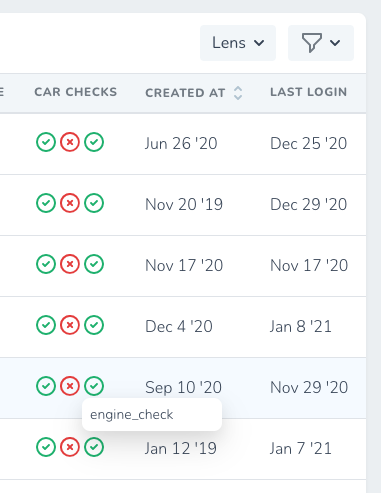 Lens
E CAR CHECKS CREATED AT LAST LOGIN
Jun 26 '20 Dec 25 '20
Nov 20 '19 Dec 29 '20
Nov 17 '20 Nov 17 '20
Dec 4 '20 Jan 8 '21
Sep 10 '20 Nov 29 '20
engine_check
Jan 12 '19 Jan 7 '21